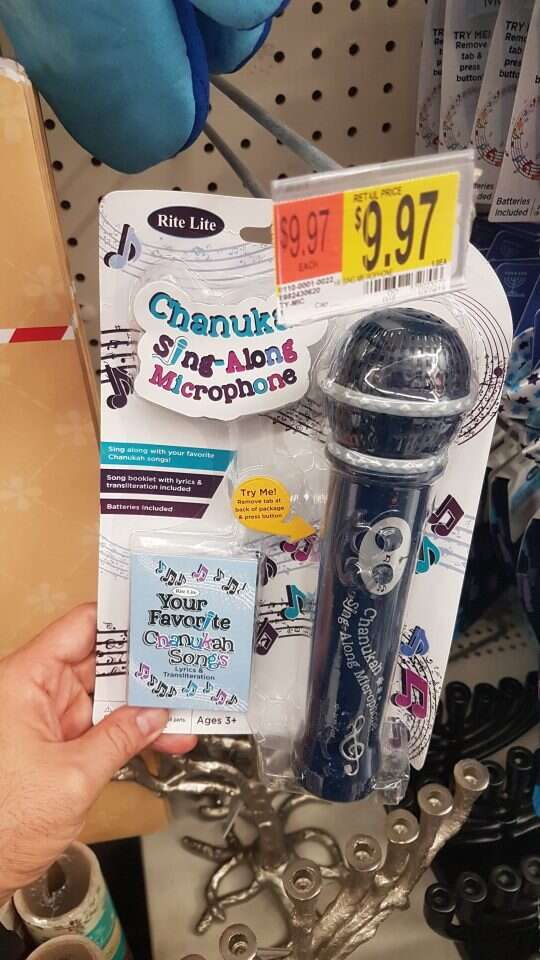 TRY ME!
Remove
tab &
press
button
TRY
Batteries
Included
Rite Lite
$9.97
EACH
RETAIL PRICE
$9.97
Chanuk
Sing-Along
Microphone
Sing along with your favorite
Chanukah songs!
Song booklet with lyrics &
transliteration included
Batteries included
Try Me!
Remove tab at
back of package
& press button
Rite Lite
Your
Favorite
Chanukah
Songs
Lyrics &
Transliteration
parts
Ages 3+
Chanukah
Sing-Along Microphone